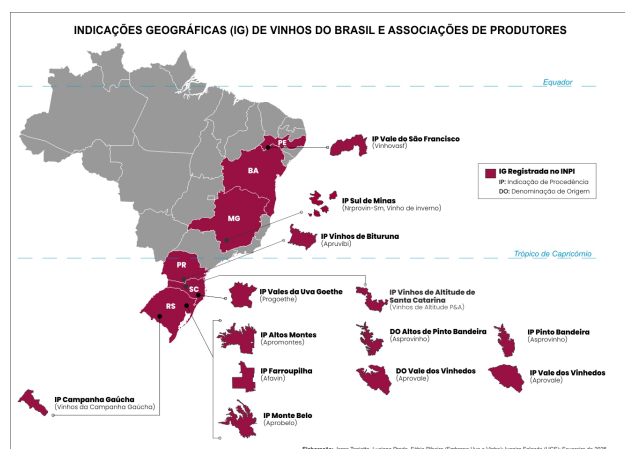 INDICAÇÕES GEOGRÁFICAS (IG) DE VINHOS DO BRASIL E ASSOCIAÇÕES DE PRODUTORES
Equador
IP Vale do São Francisco
(Vinhovasf)
PE
BA
IG Registrada no INPI
IP: Indicação de Procedência
DO: Denominação de Origem
IP Sul de Minas
(Nrprovin-Sm, Vinho de inverno)
MG
IP Vinhos de Bituruna
(Apruvibi)
Trópico de Capricórnio
PR
SC
RS
IP Vales da Uva Goethe
(Progoethe)
IP Vinhos de Altitude de
Santa Catarina
(Vinhos de Altitude P&A)
IP Altos Montes
(Apromontes)
DO Altos de Pinto Bandeira
(Asprovinho)
IP Pinto Bandeira
(Asprovinho)
IP Farroupilha
(Afavin)
DO Vale dos Vinhedos
(Aprovale)
IP Vale dos Vinhedos
(Aprovale)
IP Campanha Gaúcha
(Vinhos da Campanha Gaúcha)
IP Monte Belo
(Aprobelo)